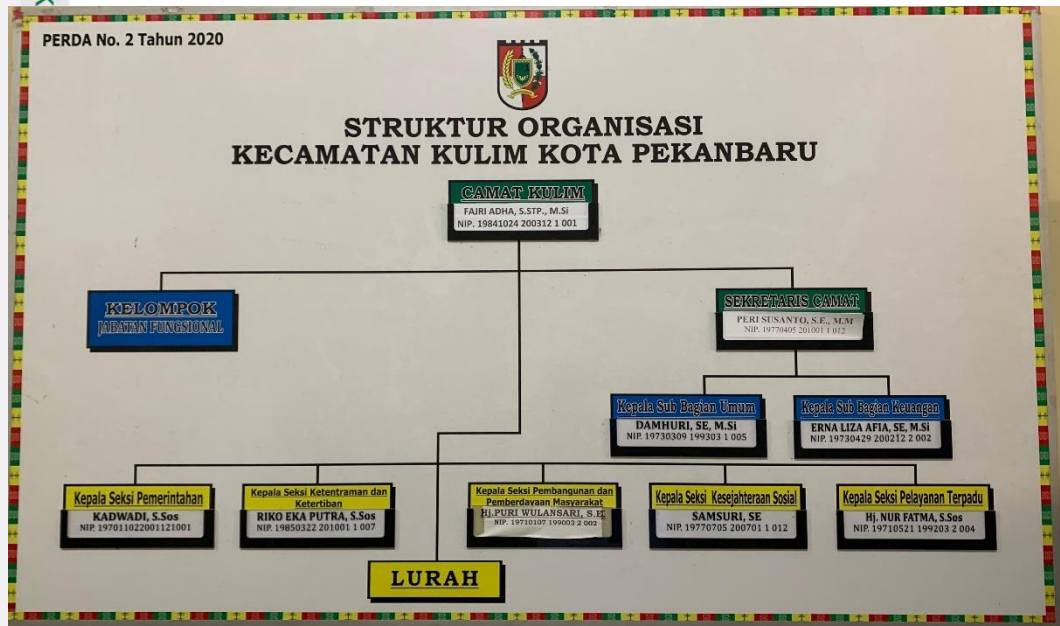 PERDA No. 2 Tahun 2020
STRUKTUR ORGANISASI
KECAMATAN KULIM KOTA PEKANBARU
CAMAT KULIM
FAJRI ADHA, S.STP., M.Si
NIP. 19841024 200312 1 001
KELOMPOK
JABATAN FUNGSIONAL
SEKRETARIS CAMAT
PERI SUSANTO, S.E., M.M
NIP. 19770405 201001 1 012
Kepala Sub Bagian Umum
DAMHURI, SE, M.Si
NIP. 19730309 199303 1 005
Kepala Sub Bagian Keuangan
ERNA LIZA AFIA, SE, M.Si
NIP. 19730429 200212 2 002
Kepala Seksi Pemerintahan
KADWADI, S.Sos
NIP. 197011022001121001
Kepala Seksi Ketentraman dan
Ketertiban
RIKO EKA PUTRA, S.Sos
NIP. 19850322 201001 1 007
Kepala Seksi Pembangunan dan
Pemberdayaan Masyarakat
Hj. PURI WULANSARI, S.E
NIP. 19710107 199003 2 002
Kepala Seksi Kesejahteraan Sosial
SAMSURI, SE
NIP. 19770705 200701 1 012
Kepala Seksi Pelayanan Terpadu
Hj. NUR FATMA, S.Sos
NIP. 19710521 199203 2 004
LURAH